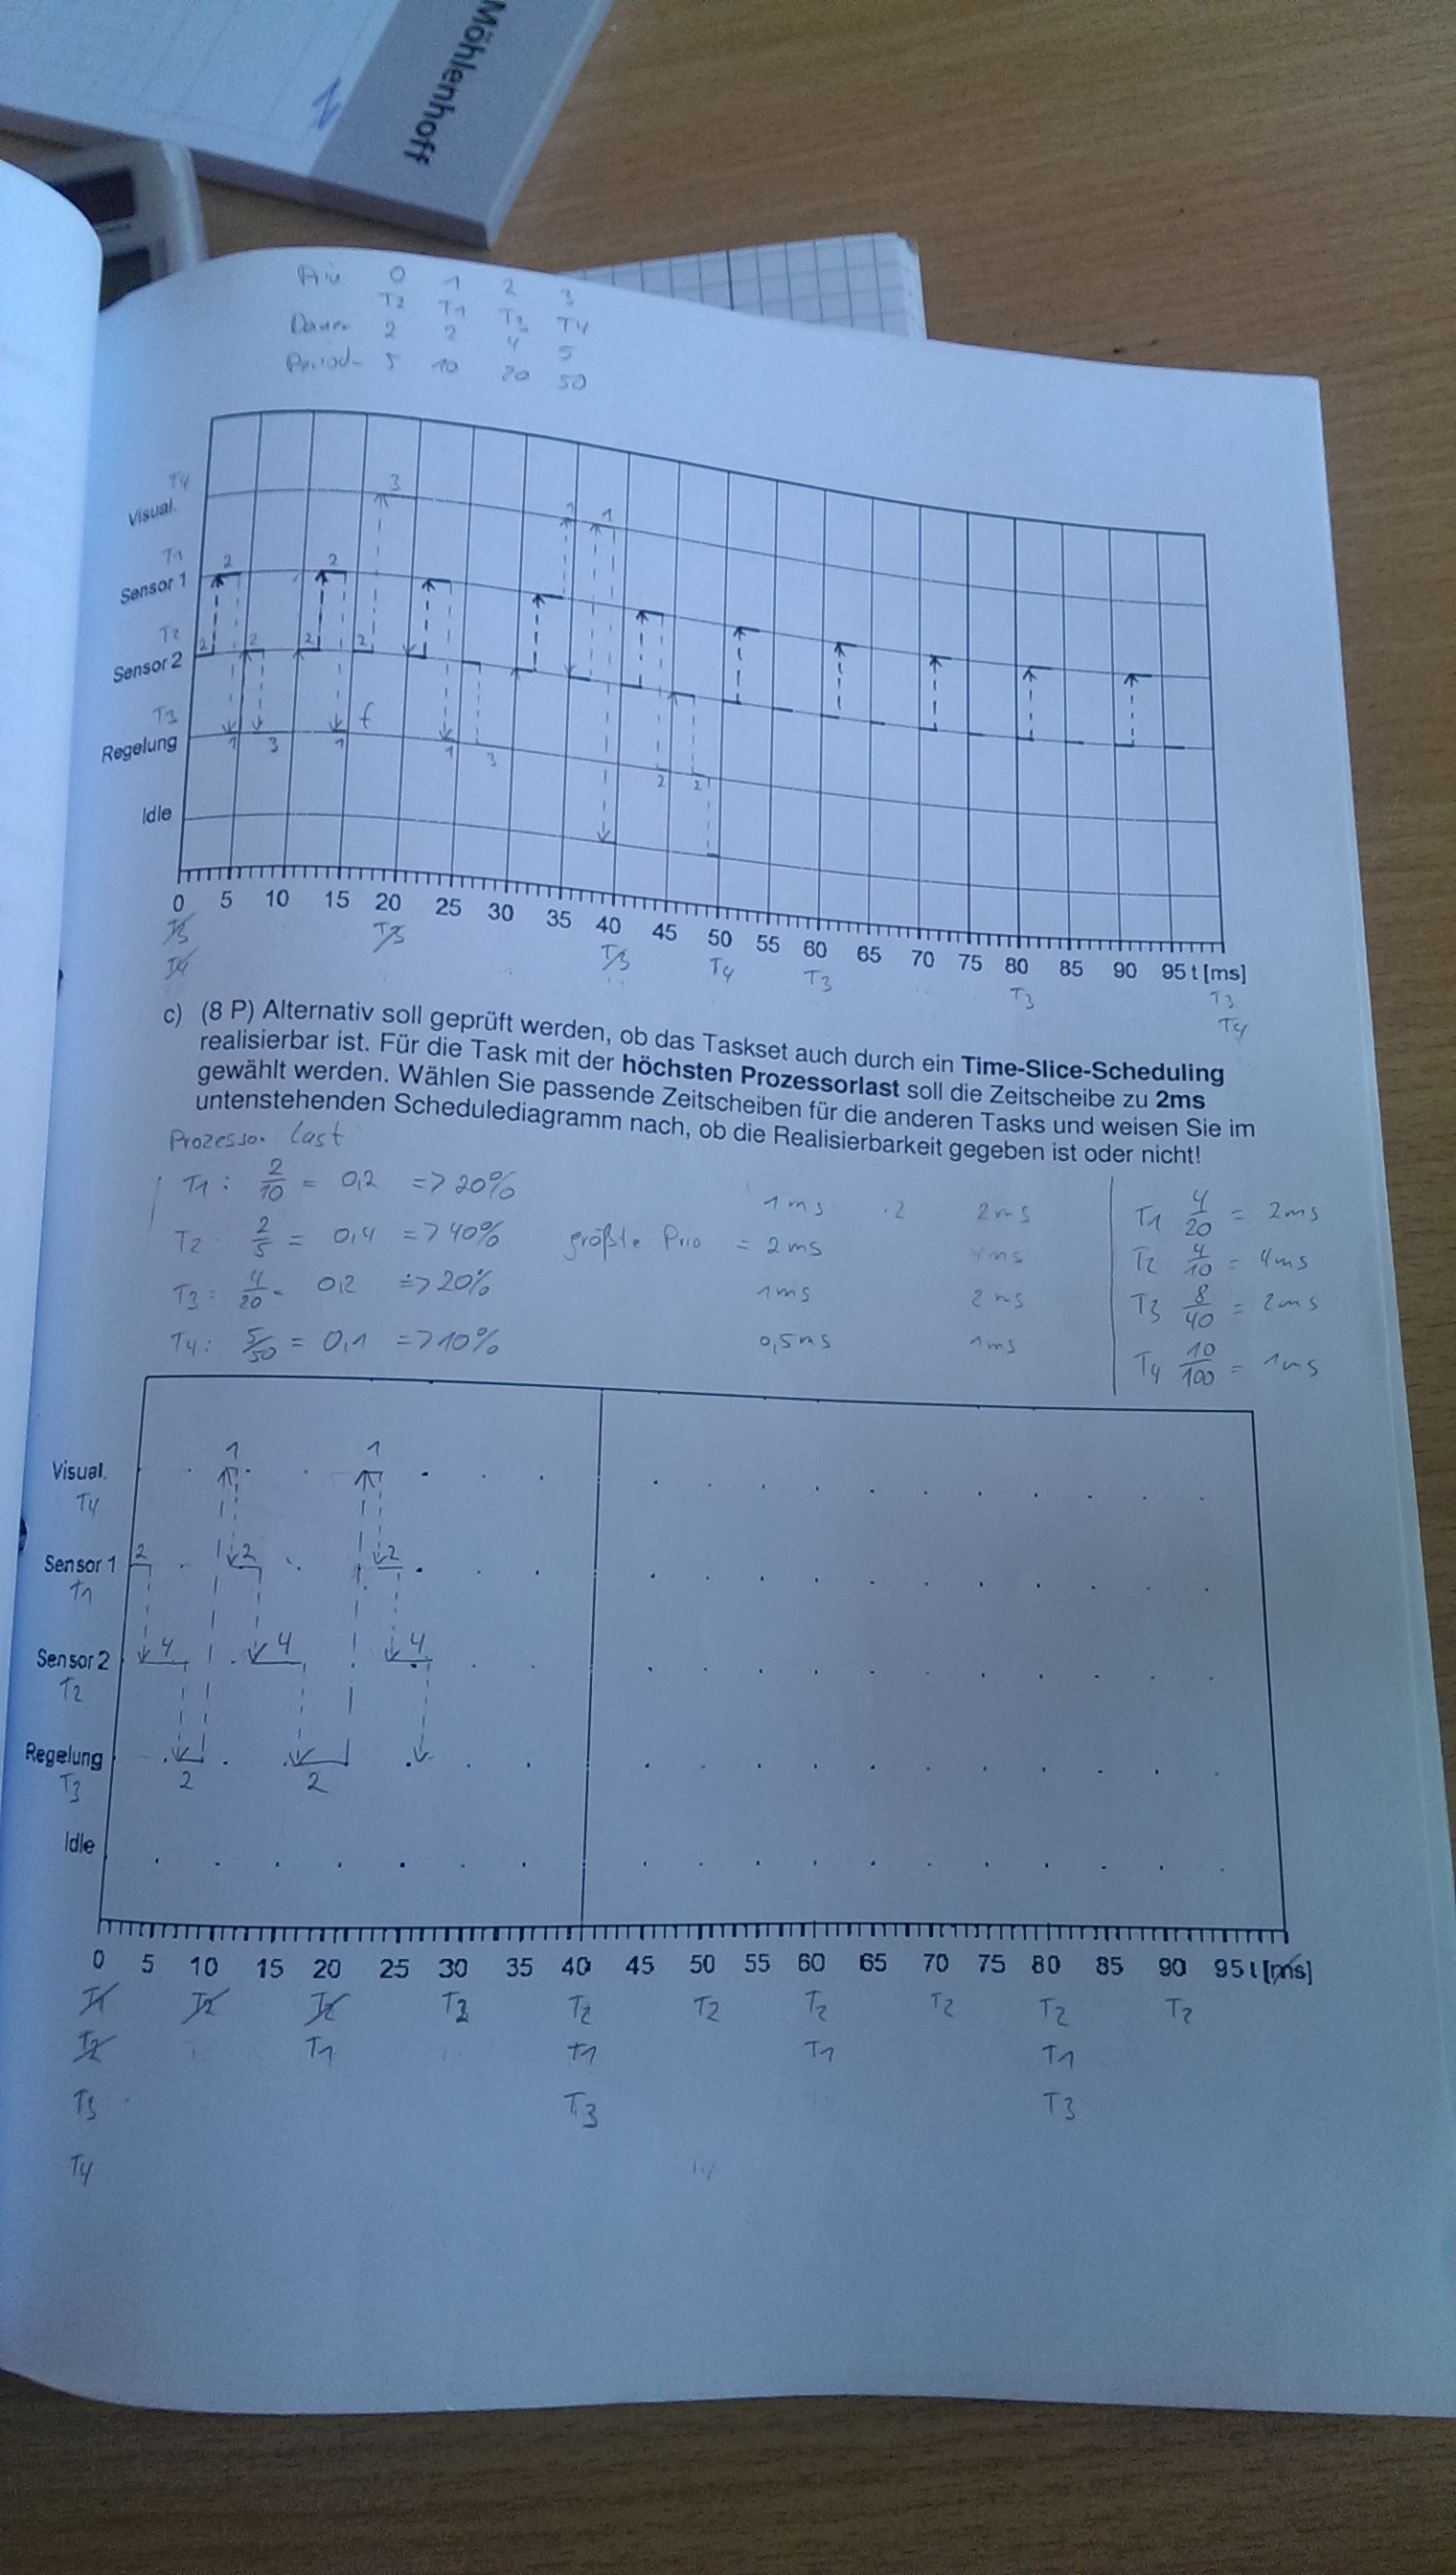 Möhlenhoff
Prio 0 1 2 3
T2 T1 T3 T4
Dauer 2 2 4 5
Period- 5 10 20 50
T4
Visual.
T1
Sensor 1
T2
Sensor 2
T3
Regelung
Idle
3
1 1
2 2
2 2 2 2
1 3 1 f 1 3 2 2
0 5 10 15 20 25 30 35 40 45 50 55 60 65 70 75 80 85 90 95 t [ms]
T3 T3 T3 T4 T3 T3 T3
T4 T4
c) (8 P) Alternativ soll geprüft werden, ob das Taskset auch durch ein Time-Slice-Scheduling
realisierbar ist. Für die Task mit der höchsten Prozessorlast soll die Zeitscheibe zu 2ms
gewählt werden. Wählen Sie passende Zeitscheiben für die anderen Tasks und weisen Sie im
untenstehenden Schedulediagramm nach, ob die Realisierbarkeit gegeben ist oder nicht!
Prozessor last
T1: 2/10 = 0,2 => 20% 1ms ·2 2ms T1 4/20 = 2ms
T2 2/5 = 0,4 => 40% größte Prio = 2ms 4ms T2 4/10 = 4ms
T3: 4/20 = 0,2 => 20% 1ms 2ms T3 8/40 = 2ms
T4: 5/50 = 0,1 => 10% 0,5ms 1ms T4 10/100 = 1ms
1 1
Visual.
T4
2 2 2
Sensor 1
T1
4 4 4
Sensor 2
T2
Regelung
T3
2 2
Idle
0 5 10 15 20 25 30 35 40 45 50 55 60 65 70 75 80 85 90 95 t [ms]
T1 T2 T2 T2 T2 T2 T2 T2 T2 T2
T2 T1 T1 T1 T1
T3 T3 T3
T4